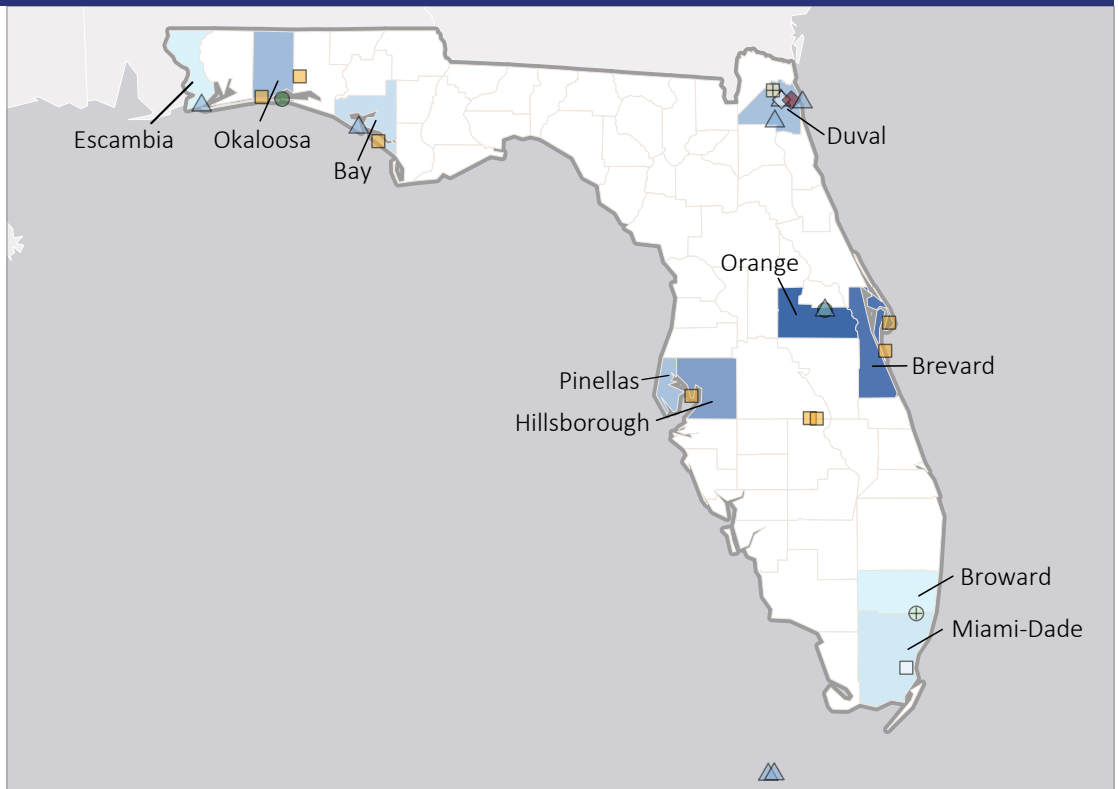 Escambia
Okaloosa
Bay
Duval
Orange
Brevard
Pinellas
Hillsborough
Broward
Miami-Dade